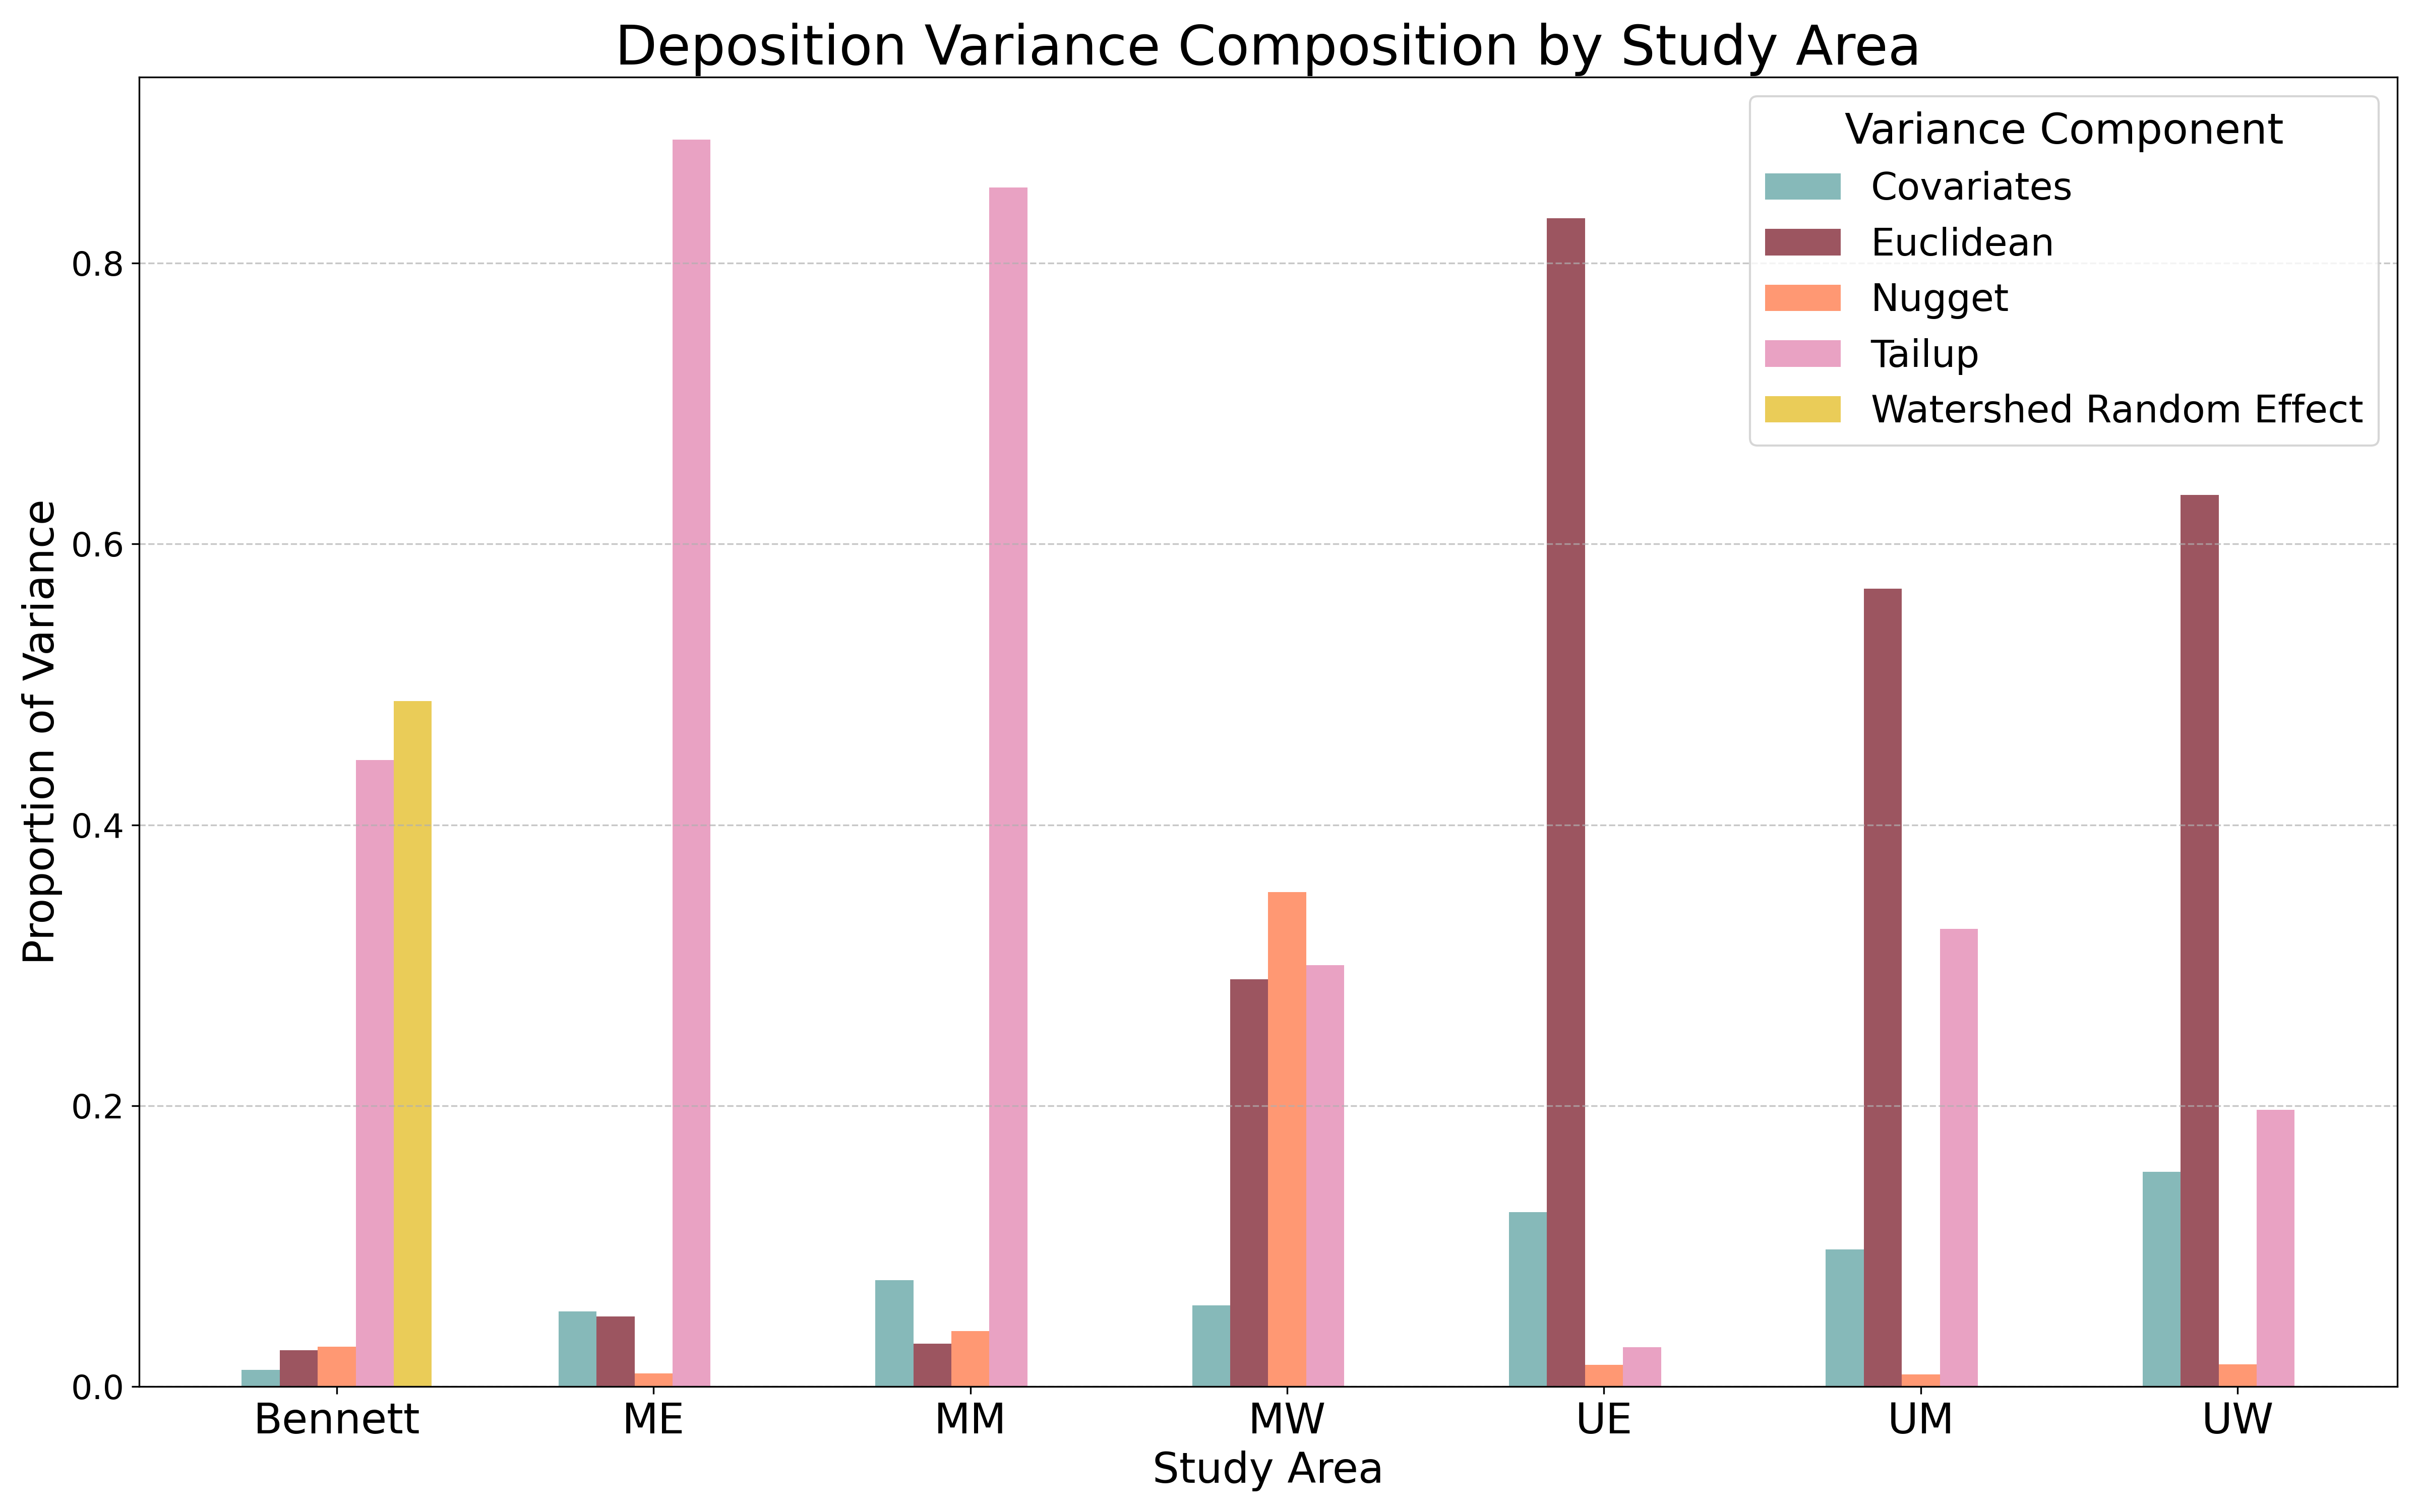 Deposition Variance Composition by Study Area
Variance Component
Covariates
Euclidean
Nugget
Tailup
Watershed Random Effect
Proportion of Variance
0.8
0.6
0.4
0.2
0.0
Bennett ME MM MW UE UM UW
Study Area